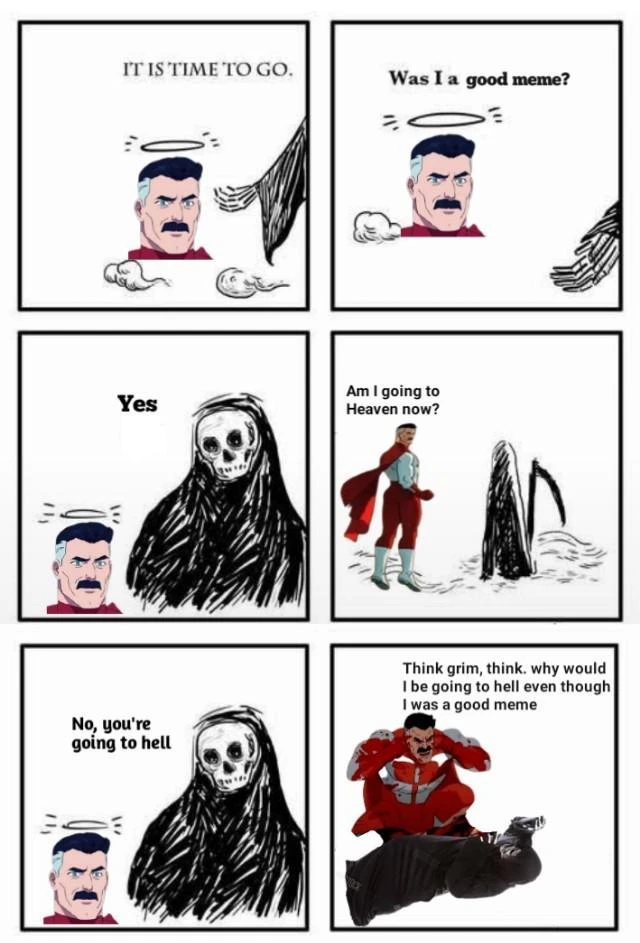 IT IS TIME TO GO.
Was I a good meme?
Yes
Am I going to
Heaven now?
No, you're
going to hell
Think grim, think. why would
I be going to hell even though
I was a good meme